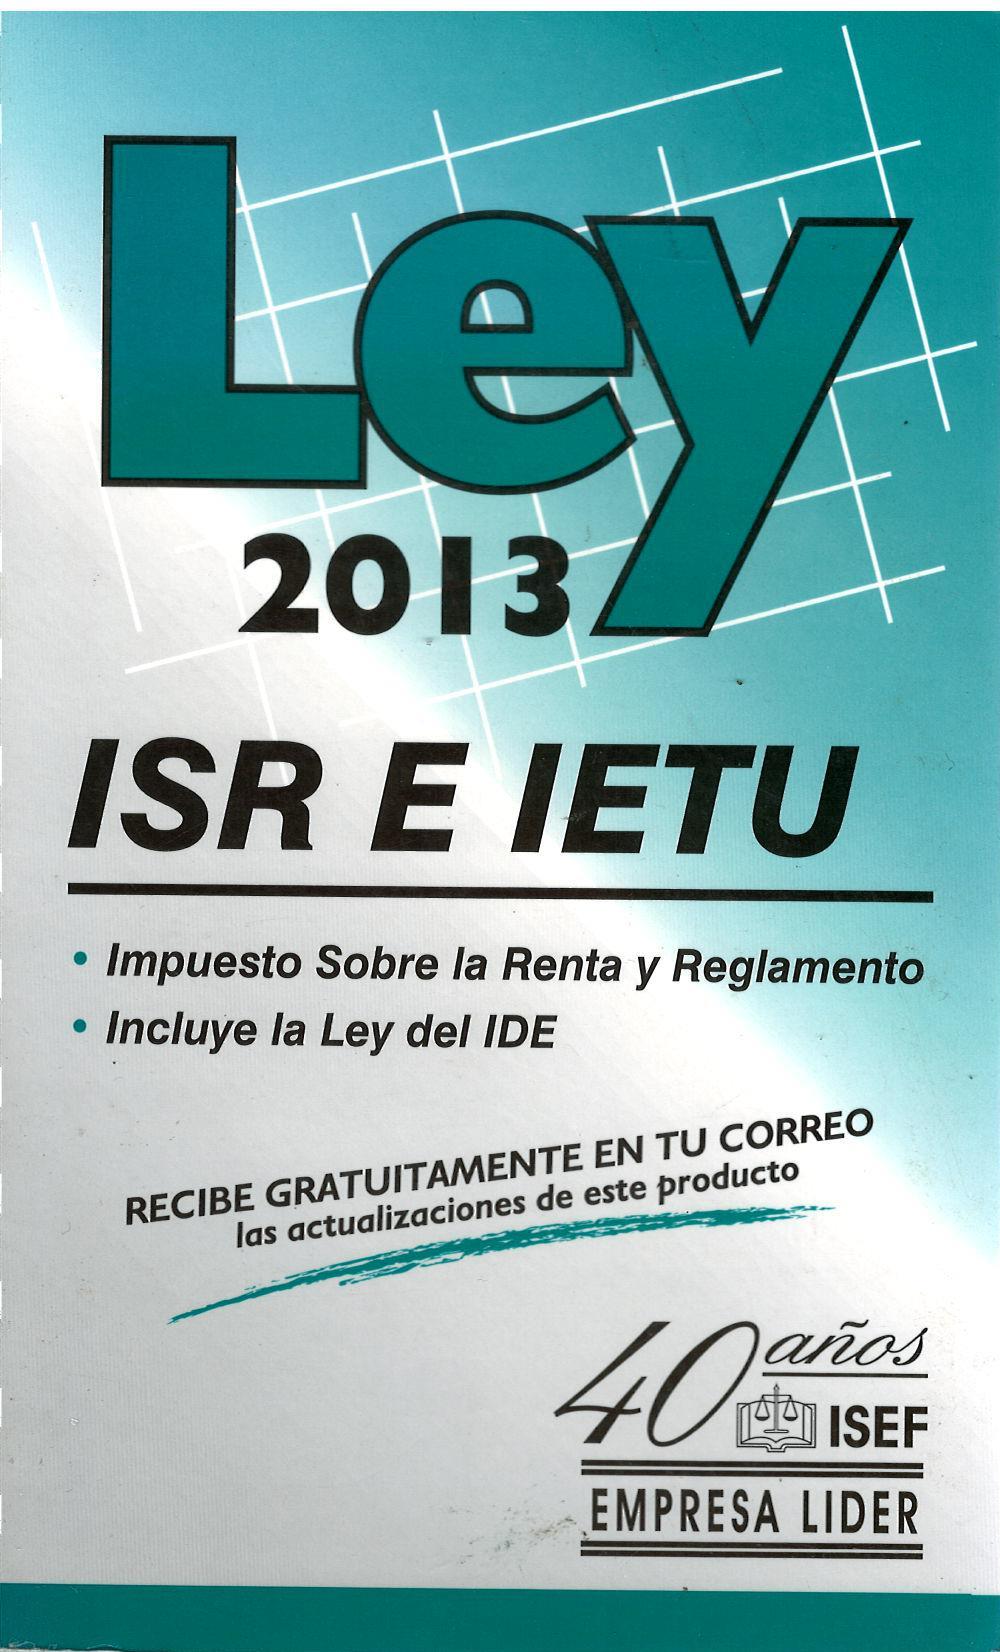 Ley
2013
ISR E IETU
• Impuesto Sobre la Renta y Reglamento
• Incluye la Ley del IDE
RECIBE GRATUITAMENTE EN TU CORREO
las actualizaciones de este producto
40 años
ISEF
EMPRESA LIDER